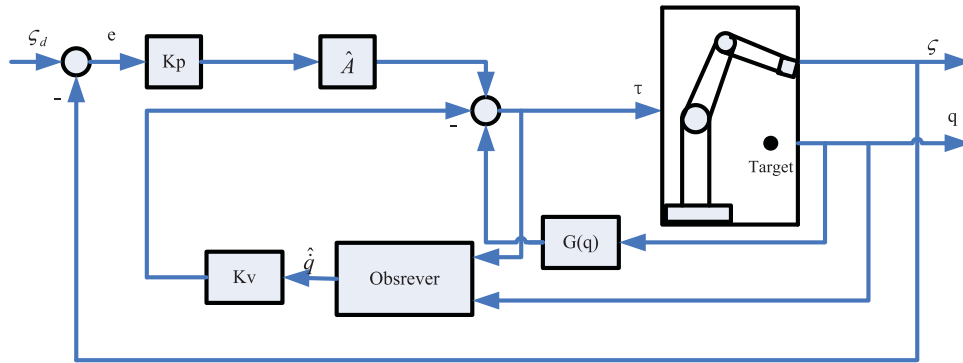 ς_d
e
Kp
Â
τ
ς
q
-
-
Target
G(q)
Kv
q̇̂
Obsrever